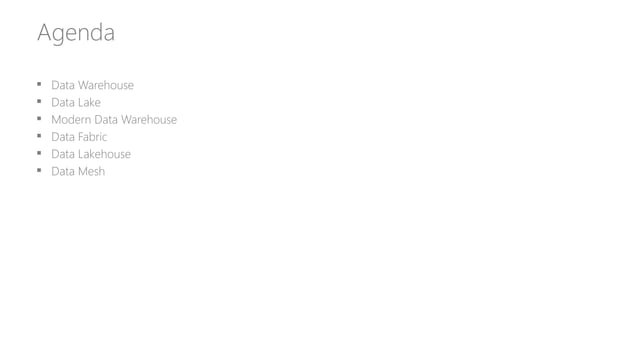 Agenda
▪ Data Warehouse
▪ Data Lake
▪ Modern Data Warehouse
▪ Data Fabric
▪ Data Lakehouse
▪ Data Mesh